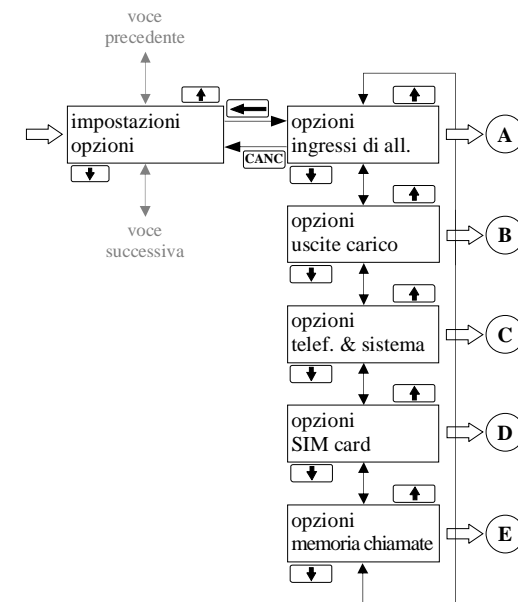 voce
precedente
impostazioni
opzioni
CANC
voce
successiva
opzioni
ingressi di all.
A
opzioni
uscite carico
B
opzioni
telef. & sistema
C
opzioni
SIM card
D
opzioni
memoria chiamate
E